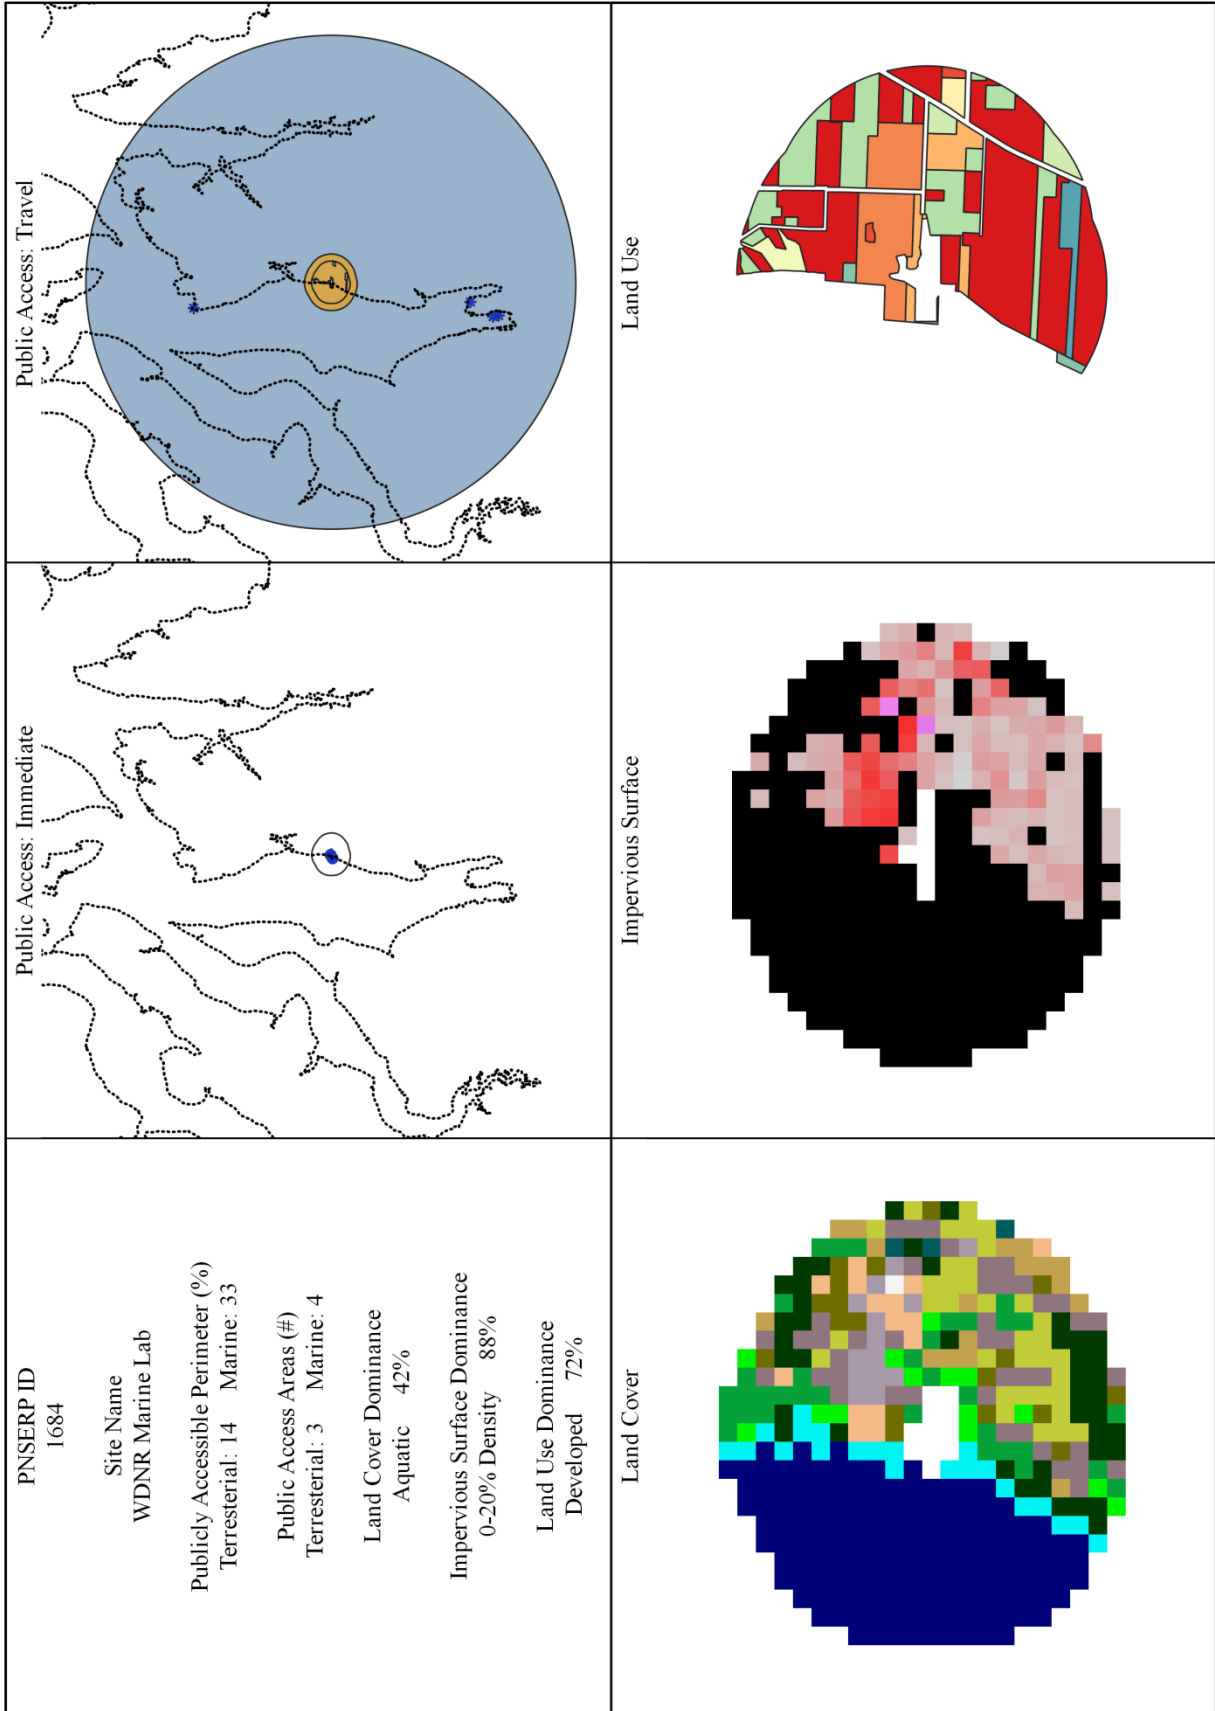 PNSERP ID
1684
Site Name
WDNR Marine Lab
Publicly Accessible Perimeter (%)
Terresterial: 14 Marine: 33
Public Access Areas (#)
Terresterial: 3 Marine: 4
Land Cover Dominance
Aquatic 42%
Impervious Surface Dominance
0-20% Density 88%
Land Use Dominance
Developed 72%
Public Access: Immediate
Public Access: Travel
Land Cover
Impervious Surface
Land Use